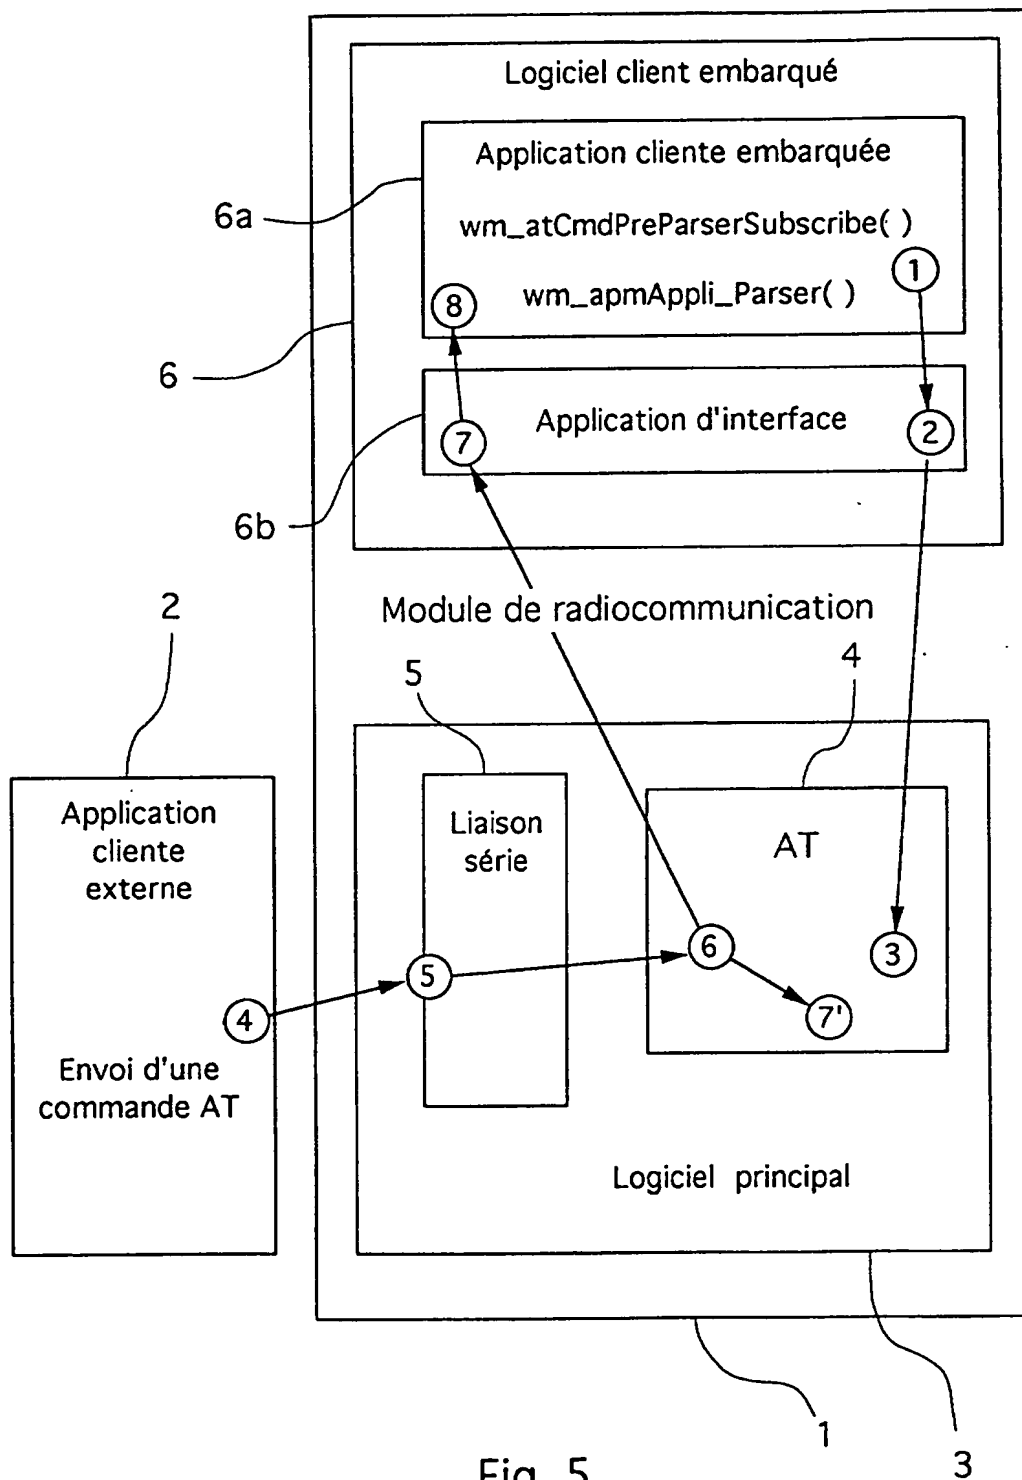 Logiciel client embarqué
Application cliente embarquée
6a
wm_atCmdPreParserSubscribe( )
1
wm_apmAppli_Parser( )
8
6
Application d'interface
7
2
6b
Module de radiocommunication
2
5
4
Application
cliente
externe
Liaison
série
AT
6
3
5
4
7'
Envoi d'une
commande AT
Logiciel principal
1
3
Fig. 5